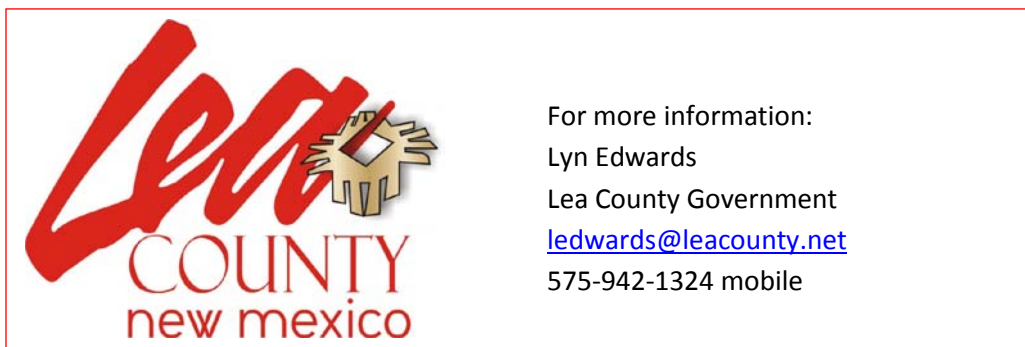 Lea
COUNTY
new mexico
For more information:
Lyn Edwards
Lea County Government
ledwards@leacounty.net
575-942-1324 mobile